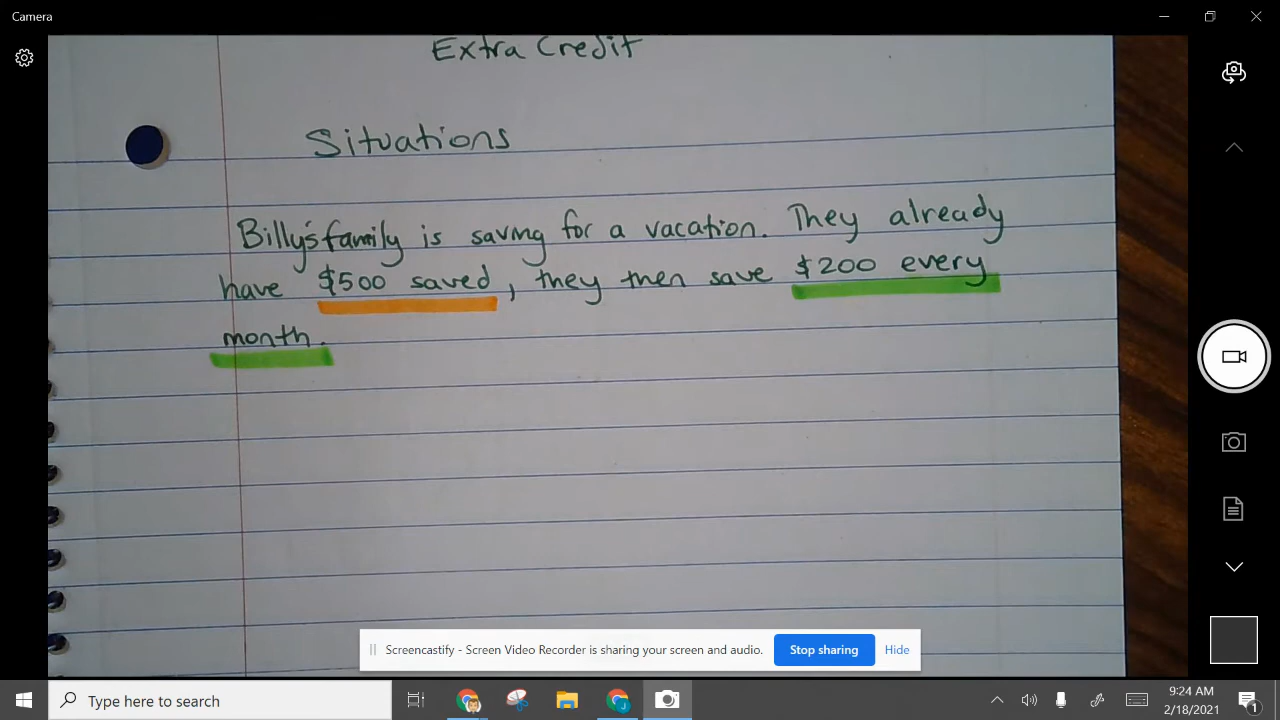 Camera
Extra Credit
Situations
Billy's family is saving for a vacation. They already
have $500 saved, they then save $200 every
month.
Screencastify - Screen Video Recorder is sharing your screen and audio.
Stop sharing
Hide
Type here to search
9:24 AM
2/18/2021
1